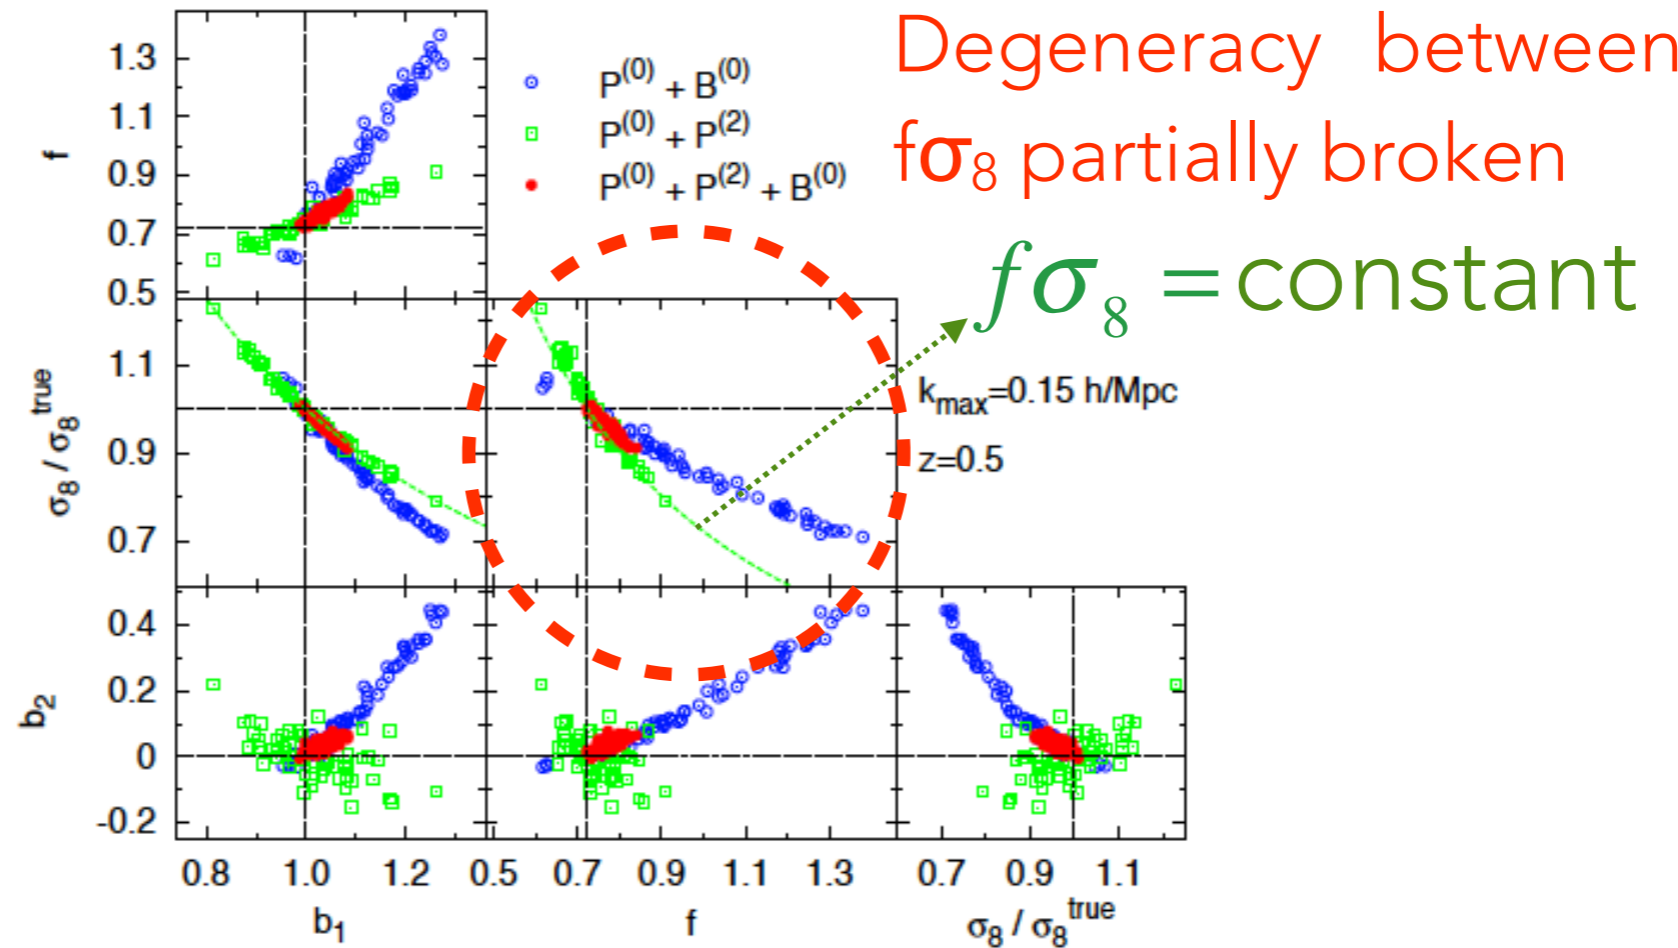 Degeneracy between
fσ₈ partially broken
fσ₈ = constant
P⁽⁰⁾ + B⁽⁰⁾
P⁽⁰⁾ + P⁽²⁾
P⁽⁰⁾ + P⁽²⁾ + B⁽⁰⁾
f
1.3
1.1
0.9
0.7
0.5
σ₈ / σ₈ᵗʳᵘᵉ
1.1
0.9
0.7
kₘₐₓ=0.15 h/Mpc
z=0.5
b₂
0.4
0.2
0
-0.2
0.8 1.0 1.2 0.5 0.7 0.9 1.1 1.3 0.7 0.9 1.1
b₁ f σ₈ / σ₈ᵗʳᵘᵉ